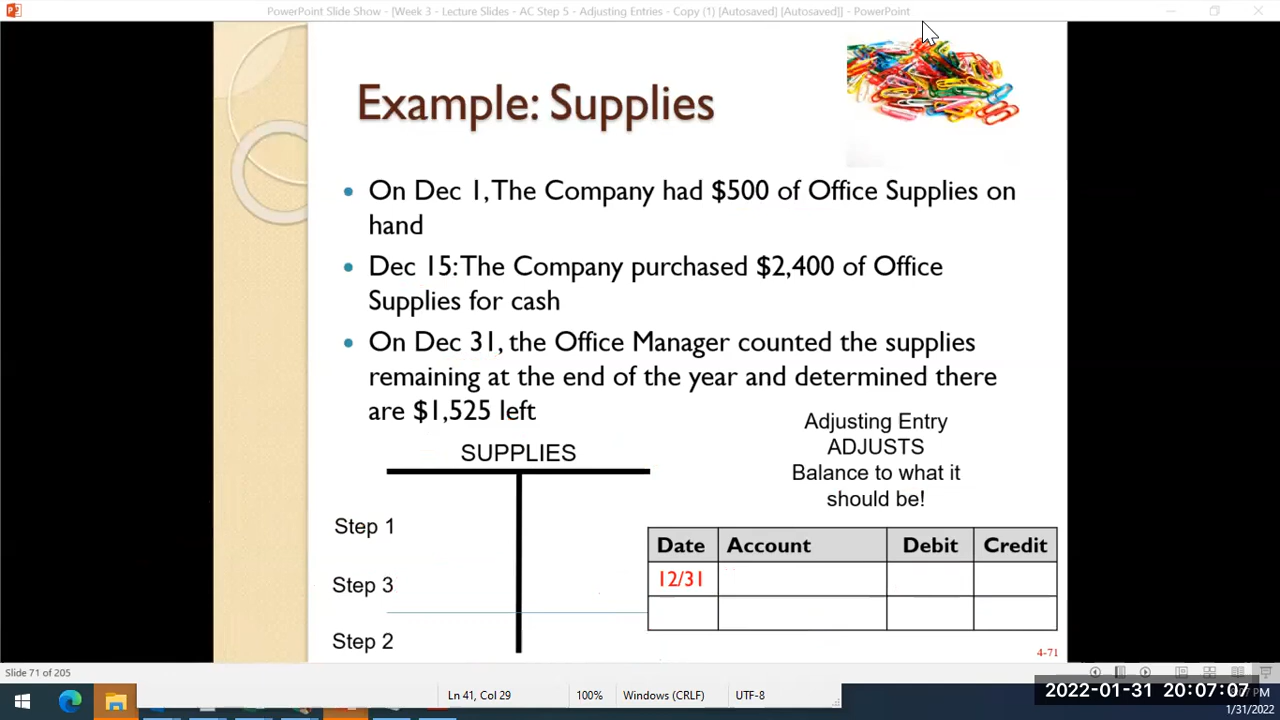 PowerPoint Slide Show - [Week 3 - Lecture Slides - AC Step 5 - Adjusting Entries - Copy (1) [Autosaved] [Autosaved]] - PowerPoint
Example: Supplies
• On Dec 1, The Company had $500 of Office Supplies on
hand
• Dec 15: The Company purchased $2,400 of Office
Supplies for cash
• On Dec 31, the Office Manager counted the supplies
remaining at the end of the year and determined there
are $1,525 left
Adjusting Entry
ADJUSTS
Balance to what it
should be!
SUPPLIES
Step 1
Step 3
Step 2
Date Account Debit Credit
12/31
4-71
Slide 71 of 205
Ln 41, Col 29 100% Windows (CRLF) UTF-8
2022-01-31 20:07:07
1/31/2022